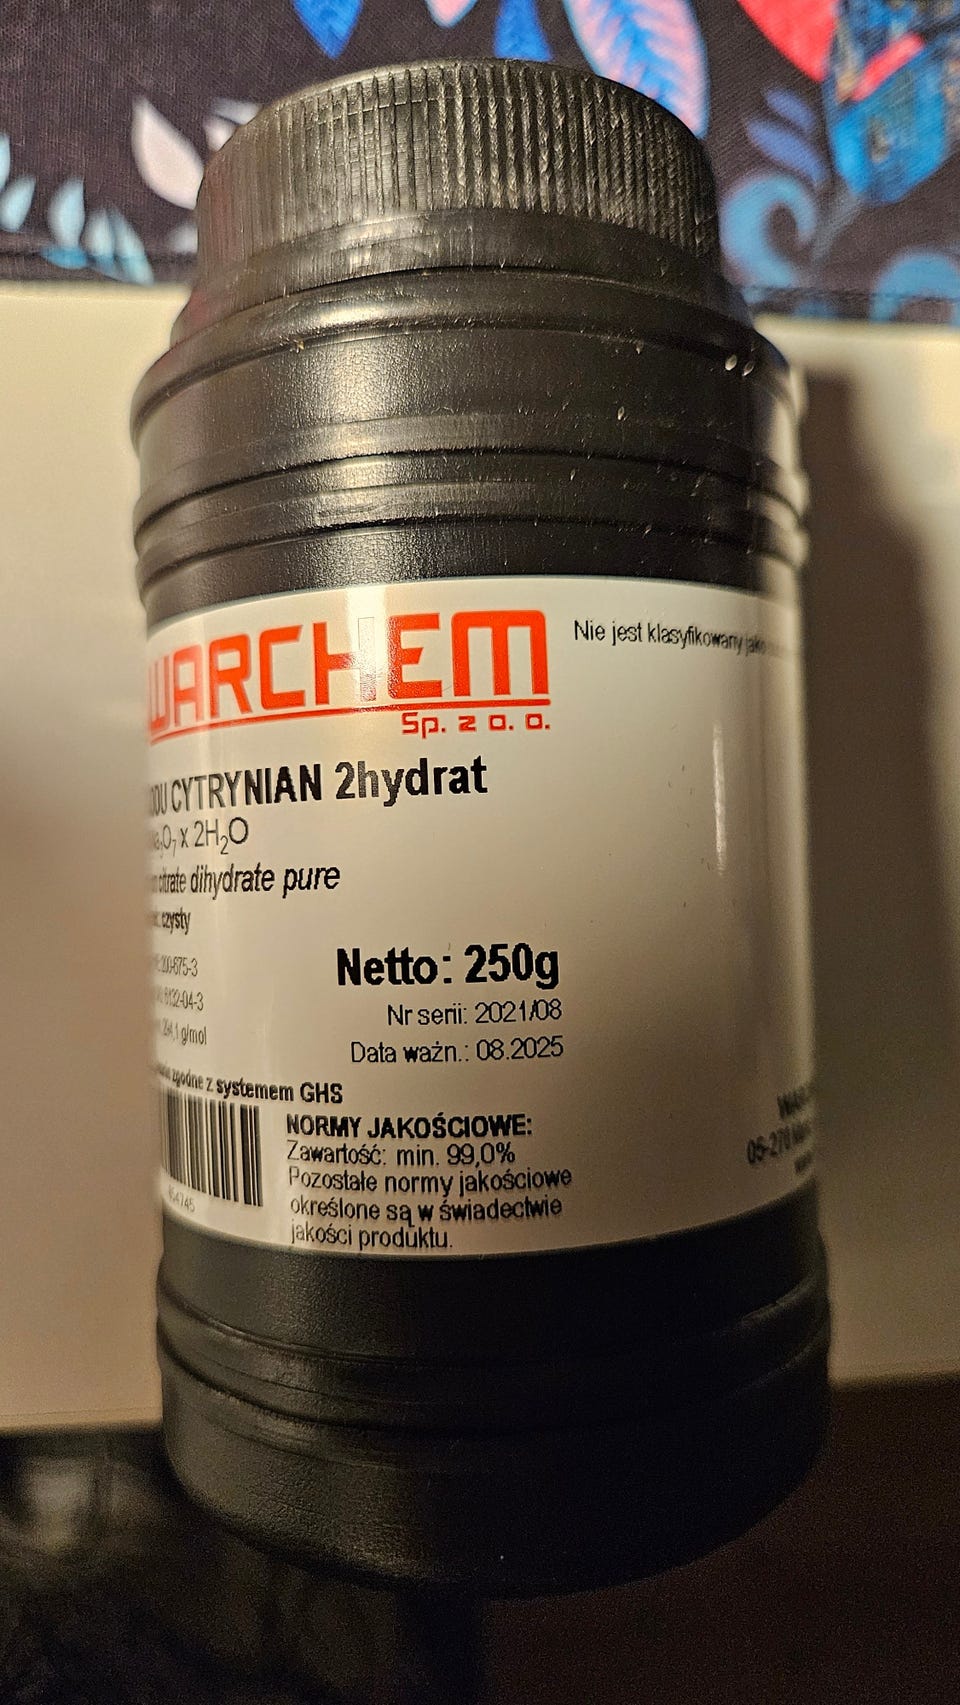 WARCHEM
Sp. z o. o.
Nie jest klasyfikowany jako
CYTRYNIAN 2hydrat
x 2H₂O
citrate dihydrate pure
czysty
Netto: 250g
Nr serii: 2021/08
Data ważn.: 08.2025
g/mol
zgodne z systemem GHS
NORMY JAKOŚCIOWE:
Zawartość: min. 99,0%
Pozostałe normy jakościowe
określone są w świadectwie
jakości produktu.